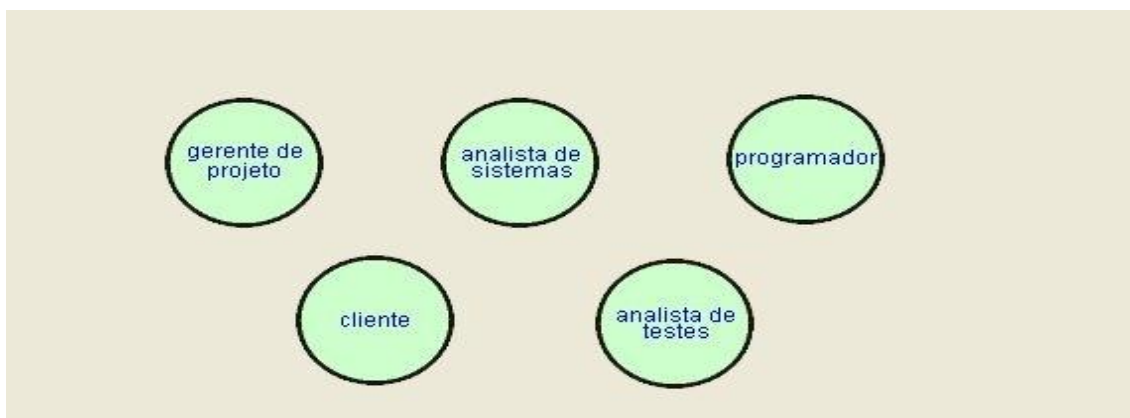 gerente de
projeto
analista de
sistemas
programador
cliente
analista de
testes